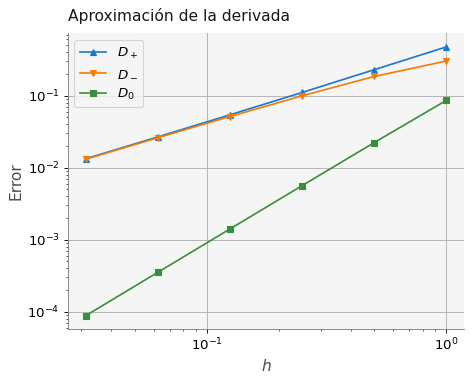 Aproximación de la derivada
D₊
D₋
D₀
Error
10⁻¹
10⁻²
10⁻³
10⁻⁴
10⁻¹ 10⁰
h